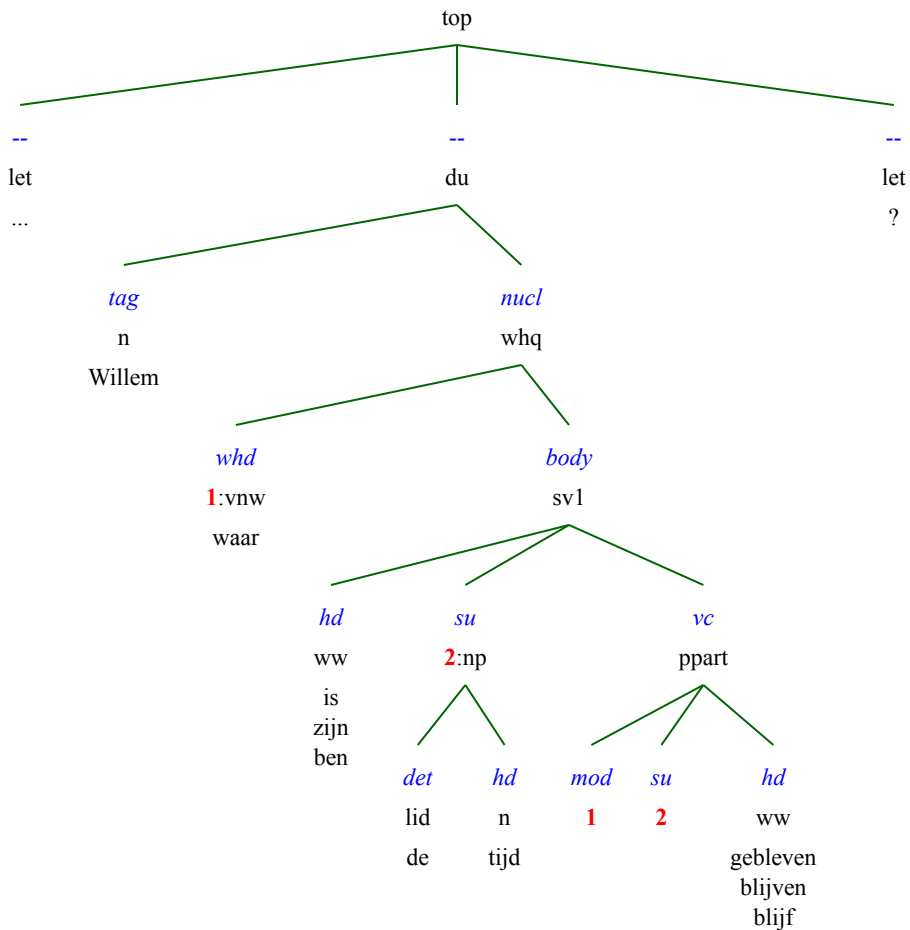 top
-- -- --
let du let
... ?
tag nucl
n whq
Willem
whd body
1:vnw sv1
waar
hd su vc
ww 2:np ppart
is
zijn
ben
det hd mod su hd
lid n 1 2 ww
de tijd gebleven
blijven
blijf